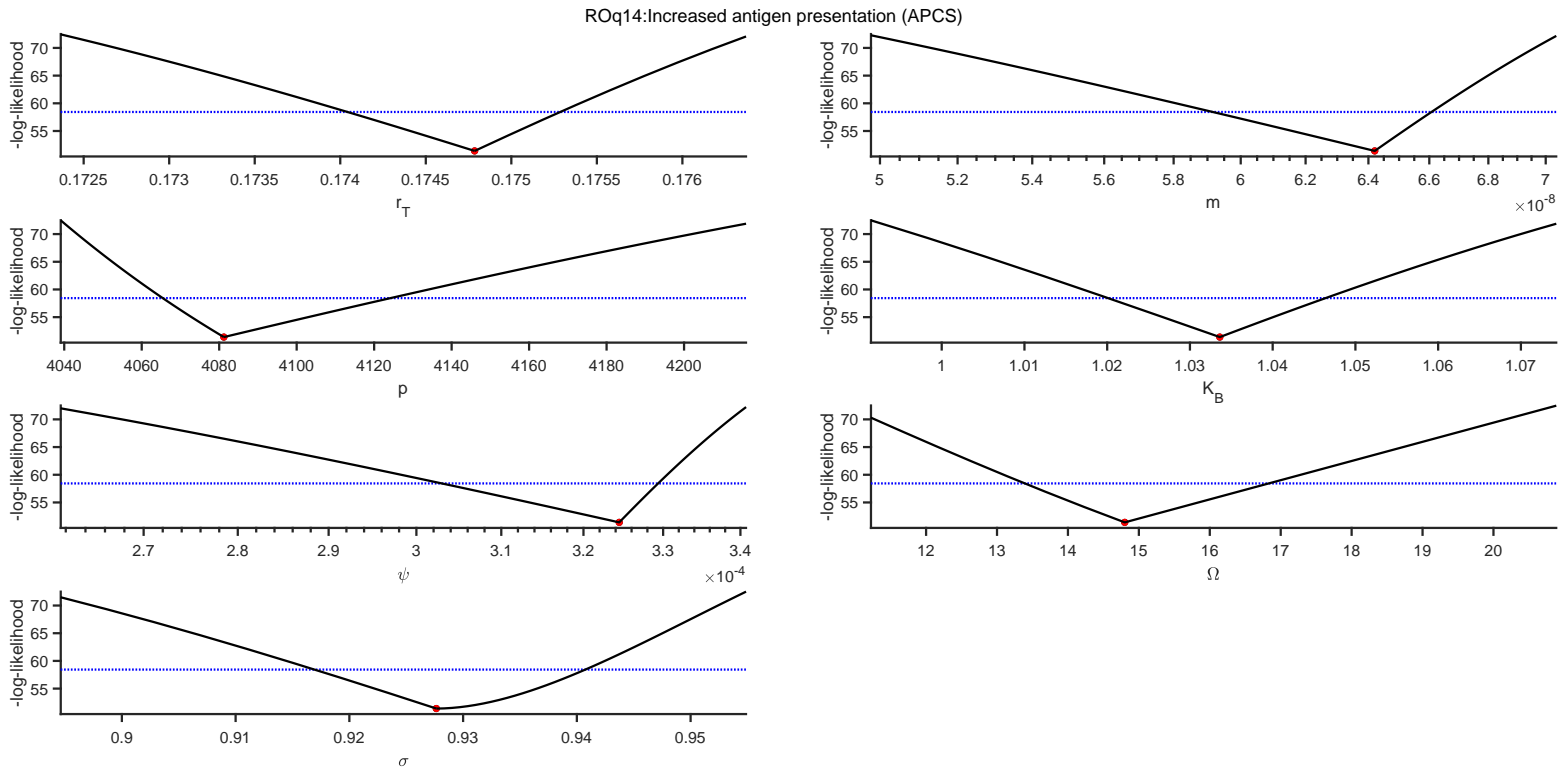 ROq14:Increased antigen presentation (APCS)
-log-likelihood
70
65
60
55
0.1725 0.173 0.1735 0.174 0.1745 0.175 0.1755 0.176
r_T
-log-likelihood
70
65
60
55
5 5.2 5.4 5.6 5.8 6 6.2 6.4 6.6 6.8 7
m
×10^-8
-log-likelihood
70
65
60
55
4040 4060 4080 4100 4120 4140 4160 4180 4200
p
-log-likelihood
70
65
60
55
1 1.01 1.02 1.03 1.04 1.05 1.06 1.07
K_B
-log-likelihood
70
65
60
55
2.7 2.8 2.9 3 3.1 3.2 3.3 3.4
ψ
×10^-4
-log-likelihood
70
65
60
55
12 13 14 15 16 17 18 19 20
Ω
-log-likelihood
70
65
60
55
0.9 0.91 0.92 0.93 0.94 0.95
σ